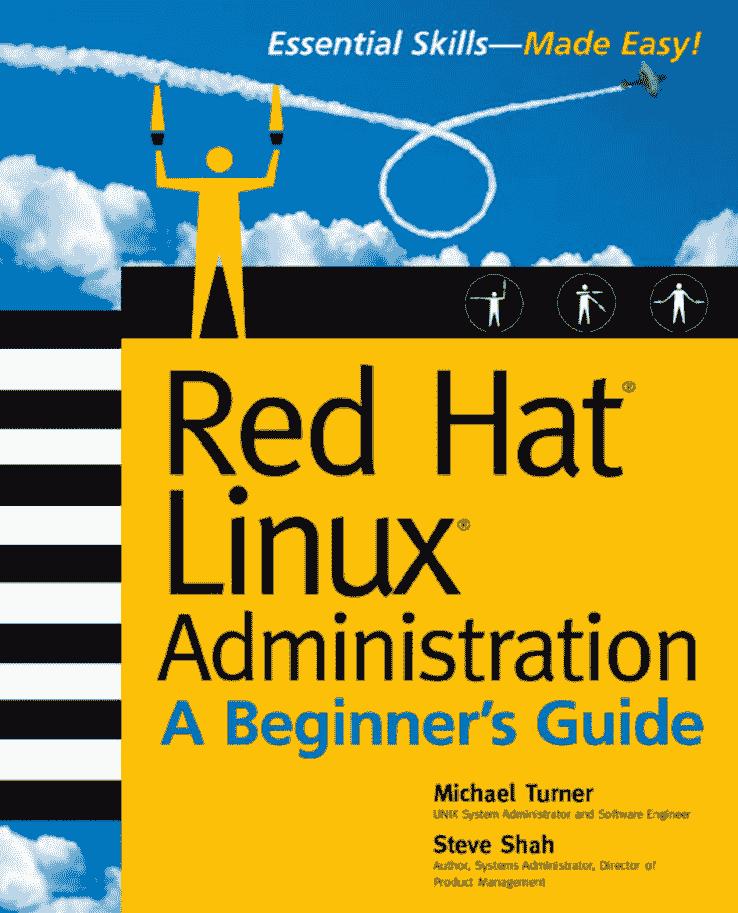 Essential Skills—Made Easy!
Red Hat®
Linux®
Administration
A Beginner's Guide
Michael Turner
UNIX System Administrator and Software Engineer
Steve Shah
Author, Systems Administrator, Director of
Product Management